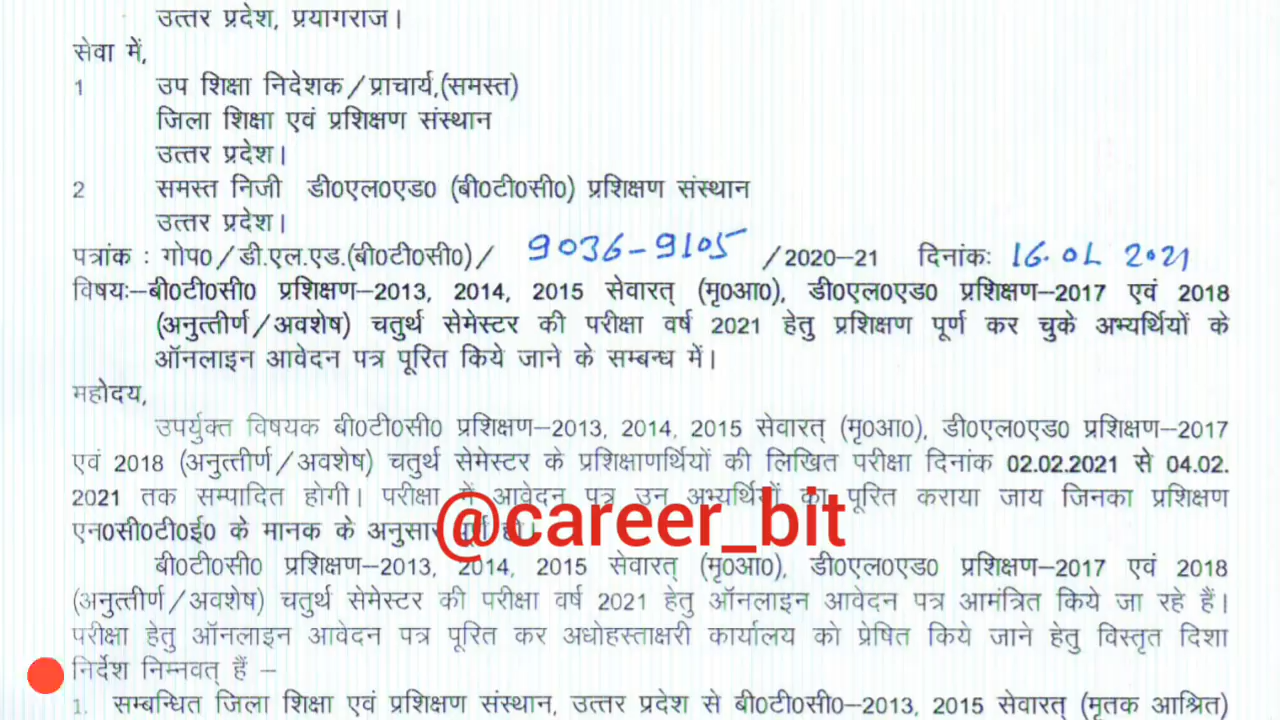 उत्तर प्रदेश, प्रयागराज।
सेवा में,
1 उप शिक्षा निदेशक/प्राचार्य,(समस्त)
जिला शिक्षा एवं प्रशिक्षण संस्थान
उत्तर प्रदेश।
2 समस्त निजी डी0एल0एड0 (बी0टी0सी0) प्रशिक्षण संस्थान
उत्तर प्रदेश।
पत्रांक : गोप0/डी.एल.एड.(बी0टी0सी0)/ 9036-9105 /2020-21 दिनांकः 16. 2021
विषयः-बी0टी0सी0 प्रशिक्षण-2013, 2014, 2015 सेवारत् (मृ0आ0), डी0एल0एड0 प्रशिक्षण-2017 एवं 2018
(अनुत्तीर्ण/अवशेष) चतुर्थ सेमेस्टर की परीक्षा वर्ष 2021 हेतु प्रशिक्षण पूर्ण कर चुके अभ्यर्थियों के
ऑनलाइन आवेदन पत्र पूरित किये जाने के सम्बन्ध में।
महोदय,
उपर्युक्त विषयक बी0टी0सी0 प्रशिक्षण-2013, 2014, 2015 सेवारत् (मृ0आ0), डी0एल0एड0 प्रशिक्षण-2017
एवं 2018 (अनुत्तीर्ण/अवशेष) चतुर्थ सेमेस्टर के प्रशिक्षाणर्थियों की लिखित परीक्षा दिनांक 02.02.2021 से 04.02.
2021 तक सम्पादित होगी। परीक्षा में आवेदन पत्र उन अभ्यर्थियों का पूरित कराया जाय जिनका प्रशिक्षण
एन0सी0टी0ई0 के मानक के अनुसार पूर्ण हो।
@career_bit
बी0टी0सी0 प्रशिक्षण-2013, 2014, 2015 सेवारत् (मृ0आ0), डी0एल0एड0 प्रशिक्षण-2017 एवं 2018
(अनुत्तीर्ण/अवशेष) चतुर्थ सेमेस्टर की परीक्षा वर्ष 2021 हेतु ऑनलाइन आवेदन पत्र आमंत्रित किये जा रहे हैं।
परीक्षा हेतु ऑनलाइन आवेदन पत्र पूरित कर अधोहस्ताक्षरी कार्यालय को प्रेषित किये जाने हेतु विस्तृत दिशा
निर्देश निम्नवत् हैं -
1. सम्बन्धित जिला शिक्षा एवं प्रशिक्षण संस्थान, उत्तर प्रदेश से बी0टी0सी0-2013, 2015 सेवारत् (मृतक आश्रित)